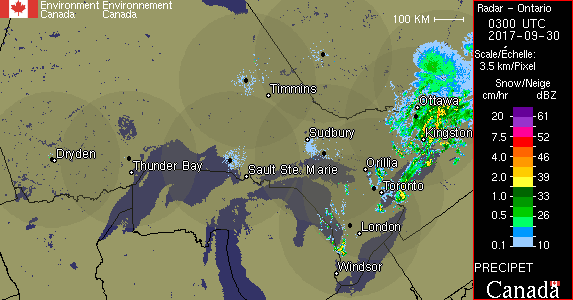 Environment Environnement
Canada Canada
100 KM
Radar - Ontario
0300 UTC
2017-09-30
Scale/Échelle:
3.5 km/Pixel
Snow/Neige
cm/hr dBZ
20 61
7.5 52
4.0 46
2.0 39
1.0 33
0.5 26
0.1 10
PRECIPET
Canada
Timmins
Ottawa
Sudbury
Kingston
Dryden
Thunder Bay
Sault Ste. Marie
Orillia
Toronto
London
Windsor